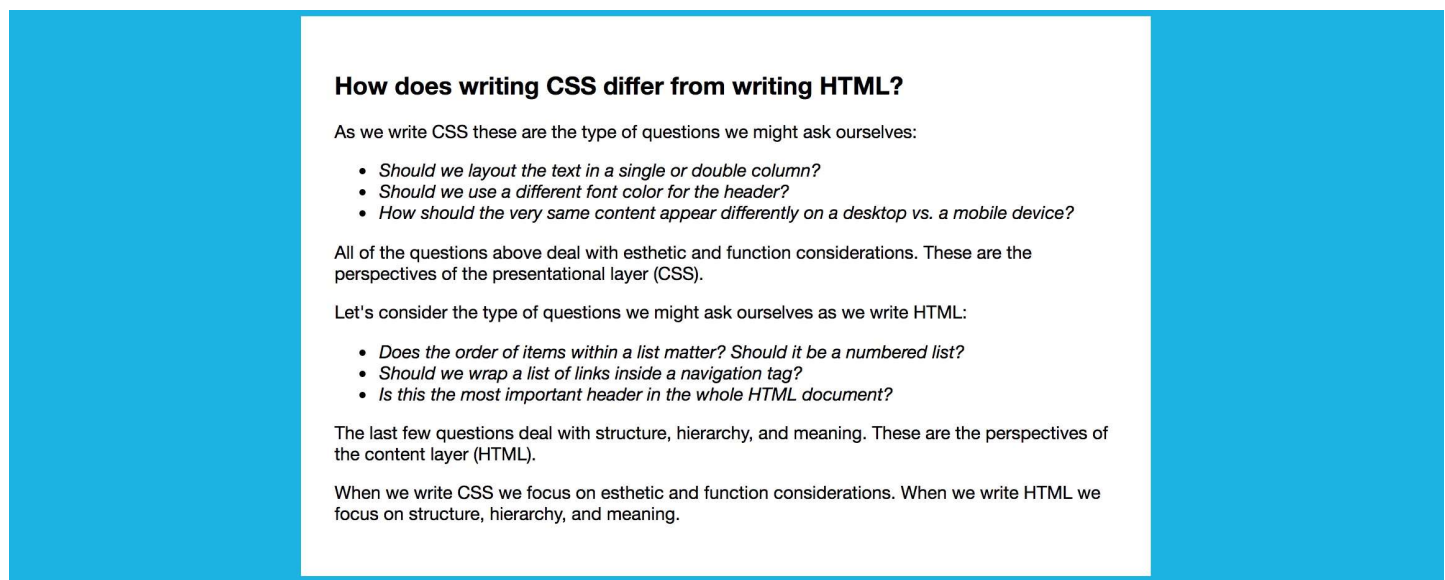 How does writing CSS differ from writing HTML?
As we write CSS these are the type of questions we might ask ourselves:
• Should we layout the text in a single or double column?
• Should we use a different font color for the header?
• How should the very same content appear differently on a desktop vs. a mobile device?
All of the questions above deal with esthetic and function considerations. These are the
perspectives of the presentational layer (CSS).
Let's consider the type of questions we might ask ourselves as we write HTML:
• Does the order of items within a list matter? Should it be a numbered list?
• Should we wrap a list of links inside a navigation tag?
• Is this the most important header in the whole HTML document?
The last few questions deal with structure, hierarchy, and meaning. These are the perspectives of
the content layer (HTML).
When we write CSS we focus on esthetic and function considerations. When we write HTML we
focus on structure, hierarchy, and meaning.